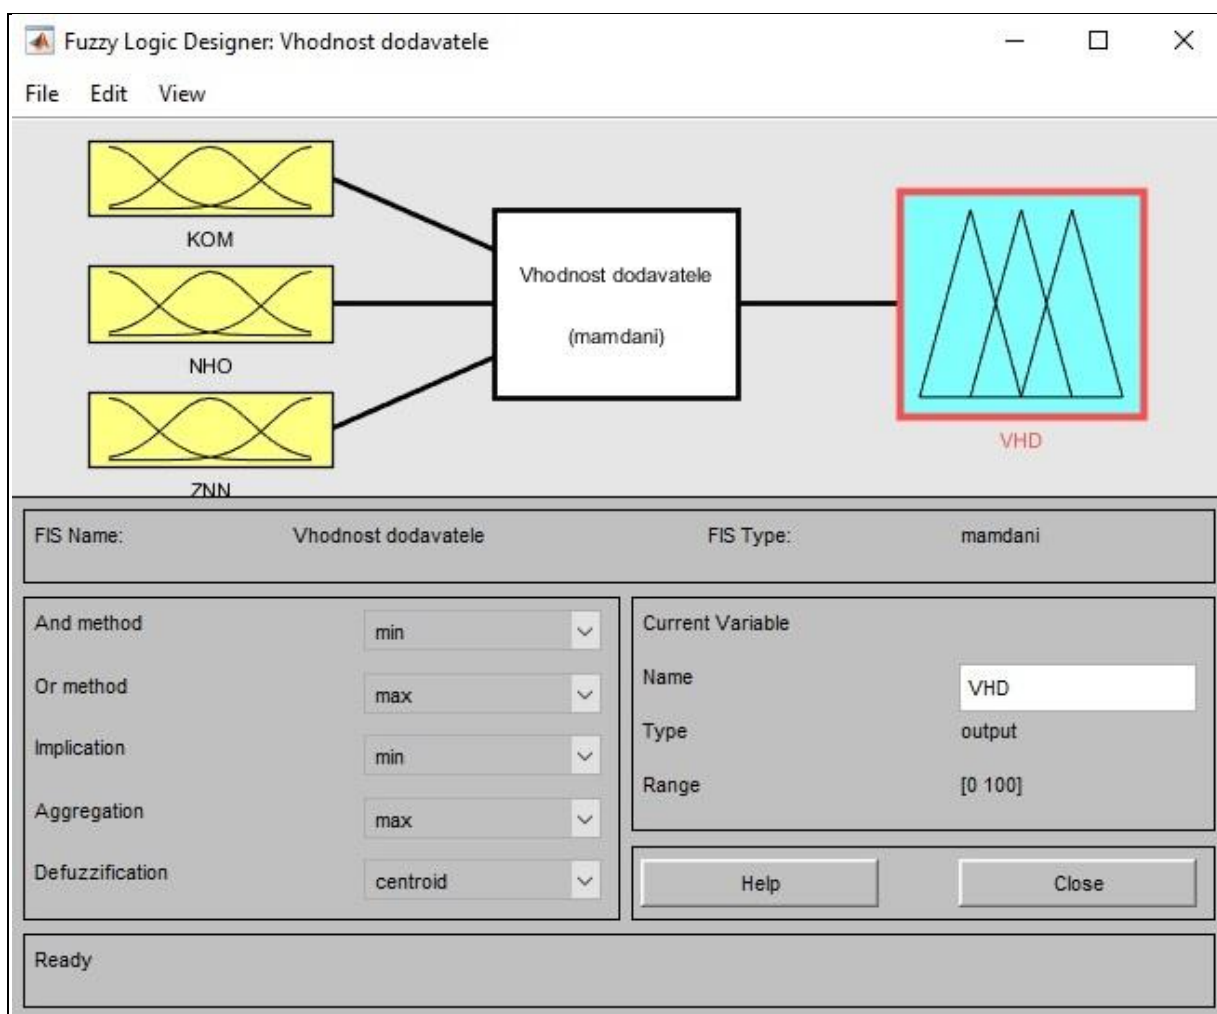 Fuzzy Logic Designer: Vhodnost dodavatele
File Edit View
KOM
NHO
ZNN
Vhodnost dodavatele
(mamdani)
VHD
FIS Name: Vhodnost dodavatele FIS Type: mamdani
And method min
Or method max
Implication min
Aggregation max
Defuzzification centroid
Current Variable
Name VHD
Type output
Range [0 100]
Help Close
Ready